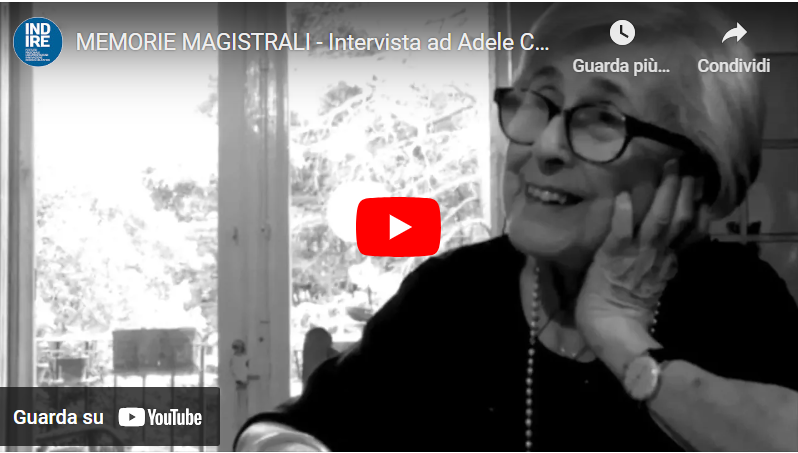 IND
IRE
MEMORIE MAGISTRALI - Intervista ad Adele C...
Guarda più...
Condividi
Guarda su YouTube